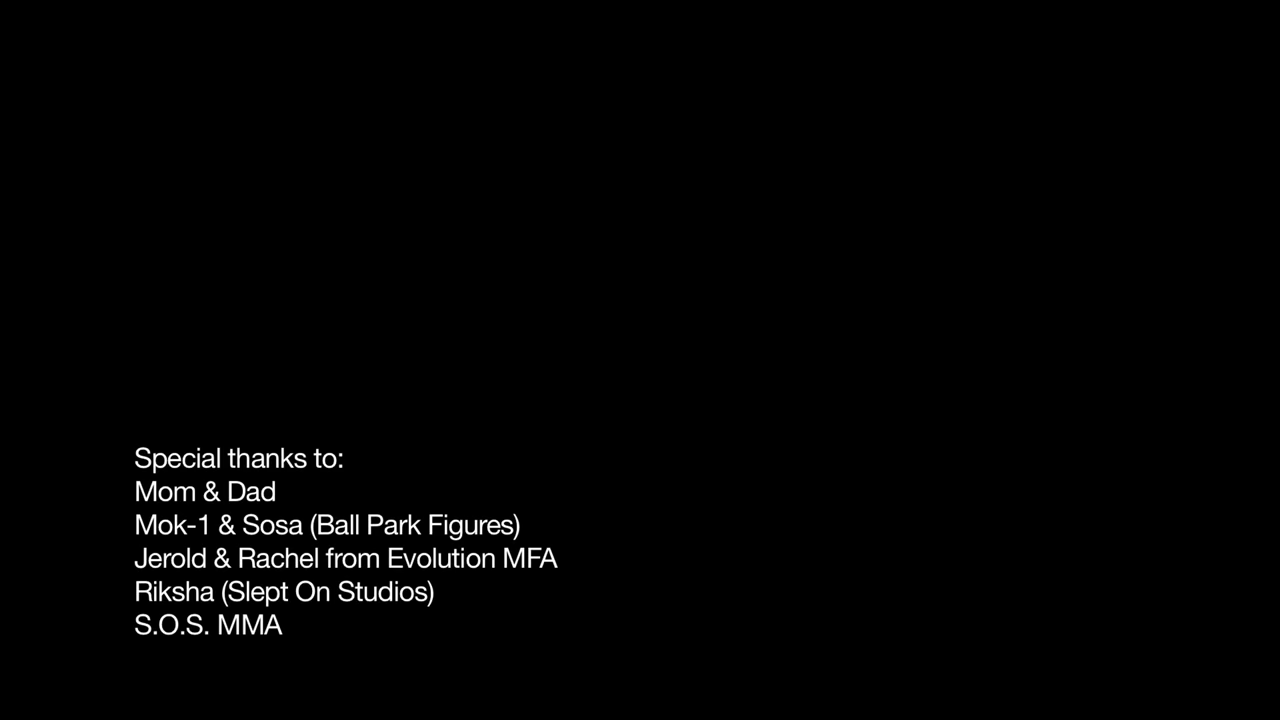 Special thanks to:
Mom & Dad
Mok-1 & Sosa (Ball Park Figures)
Jerold & Rachel from Evolution MFA
Riksha (Slept On Studios)
S.O.S. MMA